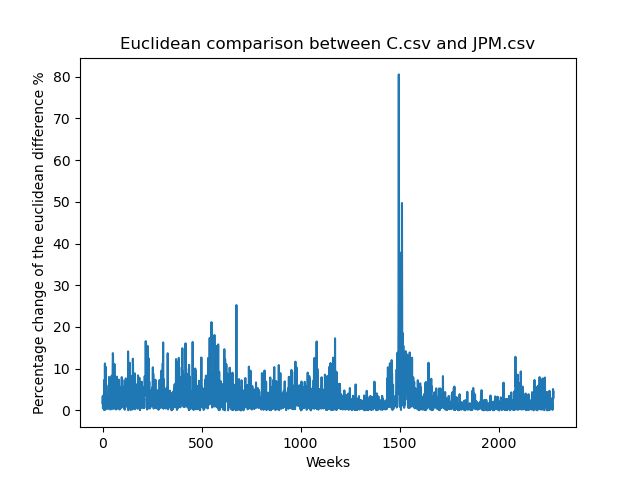 Euclidean comparison between C.csv and JPM.csv
Percentage change of the euclidean difference %
80
70
60
50
40
30
20
10
0
0 500 1000 1500 2000
Weeks